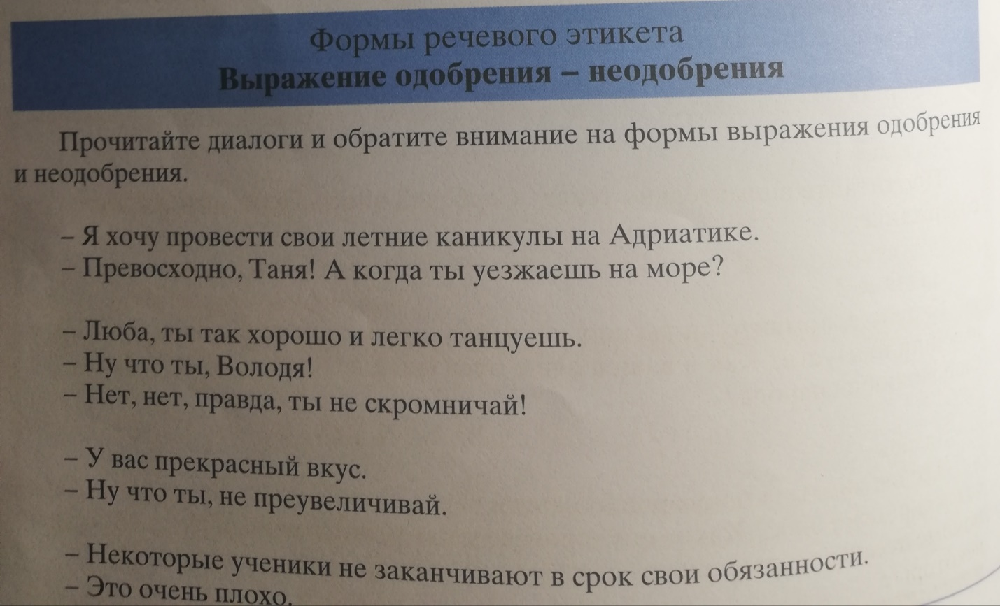 Формы речевого этикета
Выражение одобрения – неодобрения
Прочитайте диалоги и обратите внимание на формы выражения одобрения
и неодобрения.
– Я хочу провести свои летние каникулы на Адриатике.
– Превосходно, Таня! А когда ты уезжаешь на море?
– Люба, ты так хорошо и легко танцуешь.
– Ну что ты, Володя!
– Нет, нет, правда, ты не скромничай!
– У вас прекрасный вкус.
– Ну что ты, не преувеличивай.
– Некоторые ученики не заканчивают в срок свои обязанности.
– Это очень плохо.